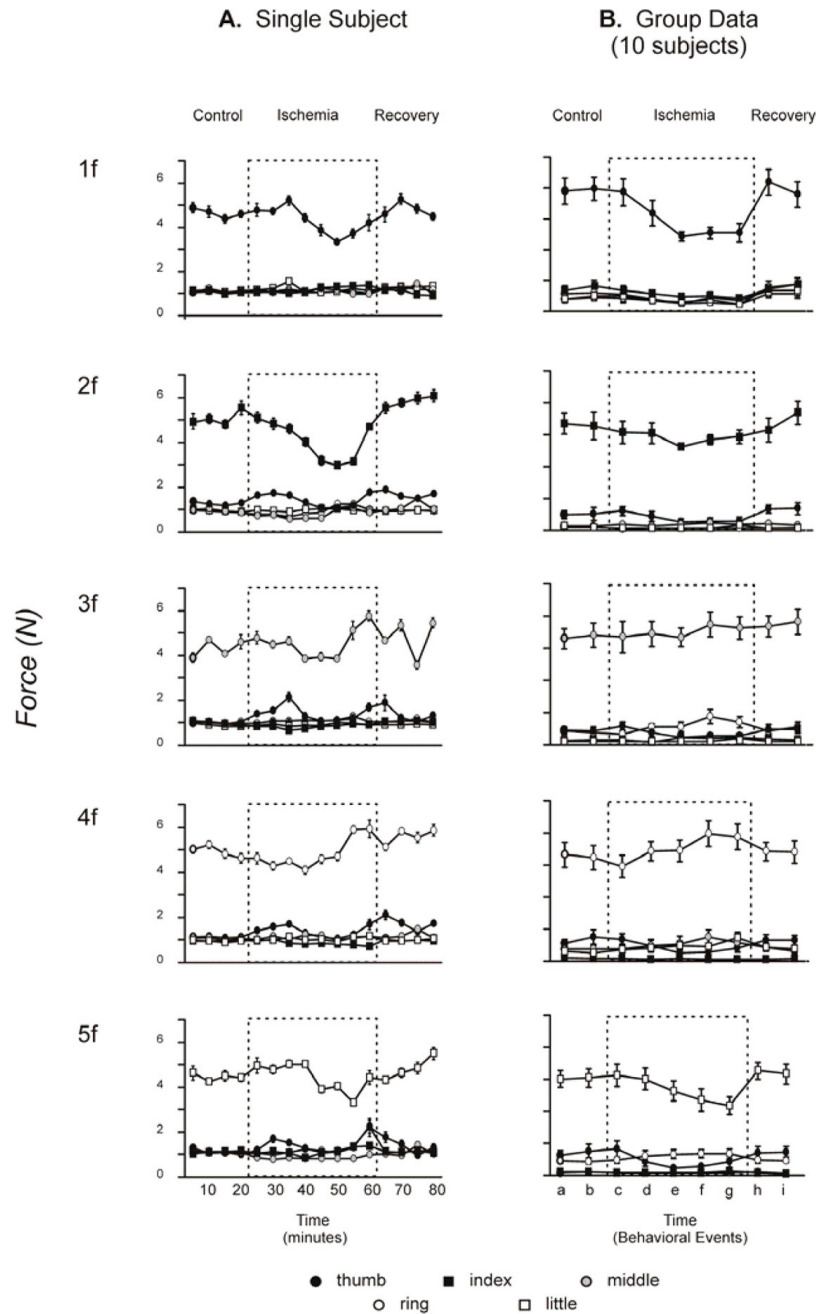 A. Single Subject
B. Group Data
(10 subjects)
Control Ischemia Recovery
Control Ischemia Recovery
Force (N)
1f
6
4
2
0
2f
6
4
2
0
3f
6
4
2
0
4f
6
4
2
0
5f
6
4
2
0
10 20 30 40 50 60 70 80
Time
(minutes)
a b c d e f g h i
Time
(Behavioral Events)
thumb index middle
ring little